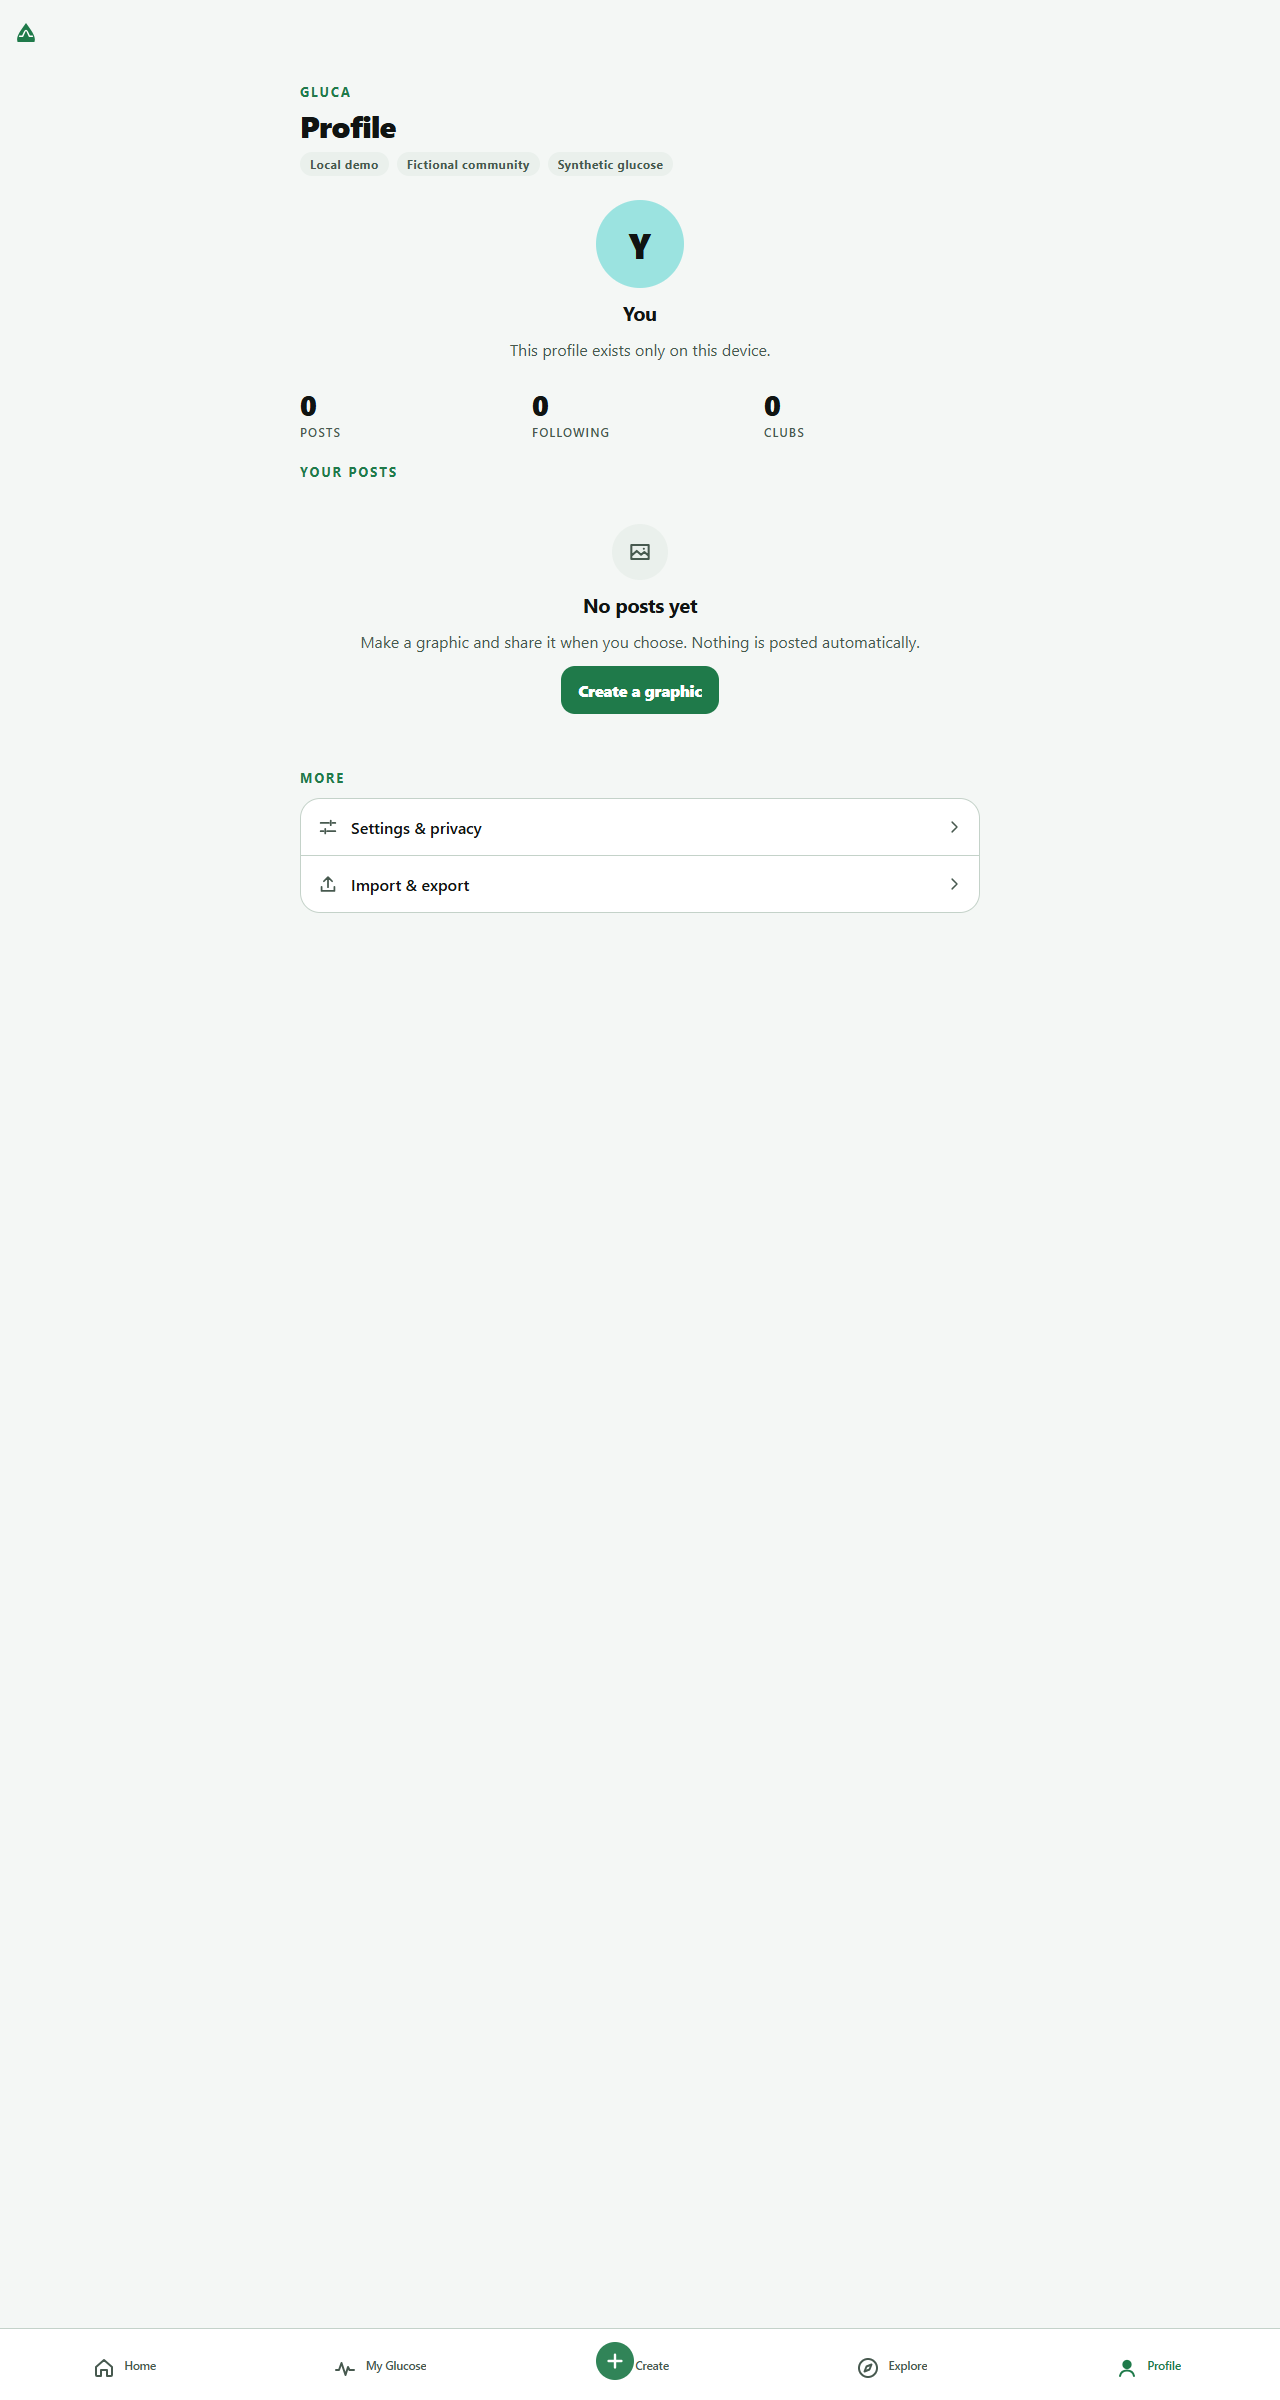 GLUCA
Profile
Local demo Fictional community Synthetic glucose
Y
You
This profile exists only on this device.
0 0 0
POSTS FOLLOWING CLUBS
YOUR POSTS
No posts yet
Make a graphic and share it when you choose. Nothing is posted automatically.
Create a graphic
MORE
Settings & privacy
Import & export
Home My Glucose Create Explore Profile